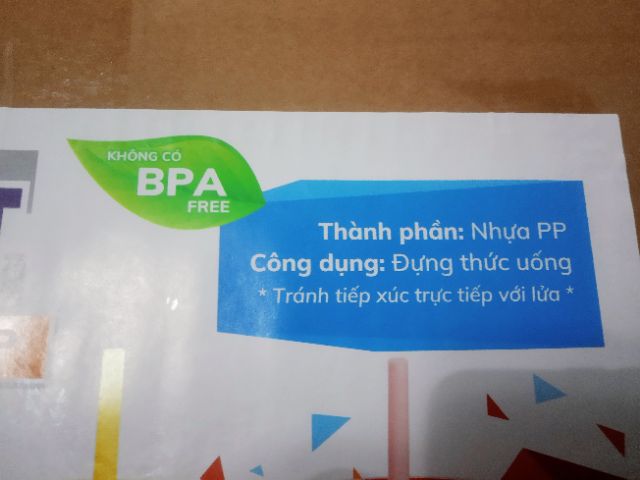 KHÔNG CÓ
BPA
FREE
Thành phần: Nhựa PP
Công dụng: Đựng thức uống
* Tránh tiếp xúc trực tiếp với lửa *